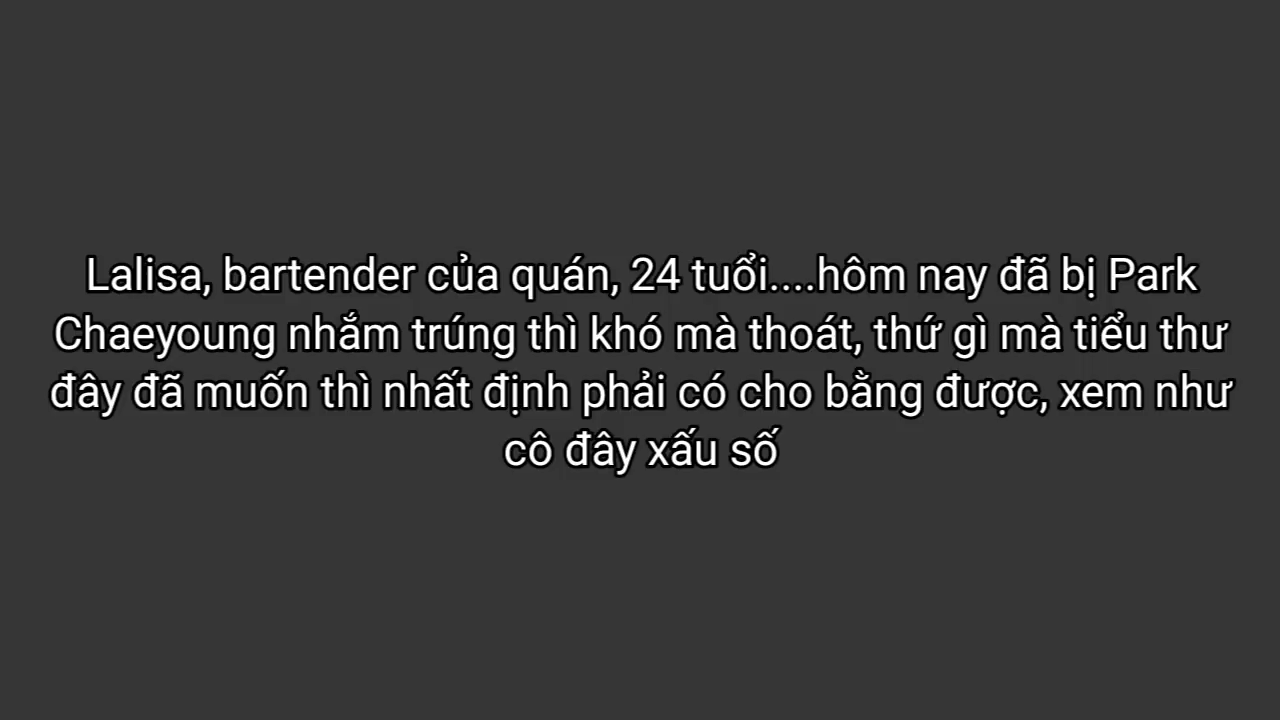 Lalisa, bartender của quán, 24 tuổi....hôm nay đã bị Park
Chaeyoung nhắm trúng thì khó mà thoát, thứ gì mà tiểu thư
đây đã muốn thì nhất định phải có cho bằng được, xem như
cô đây xấu số